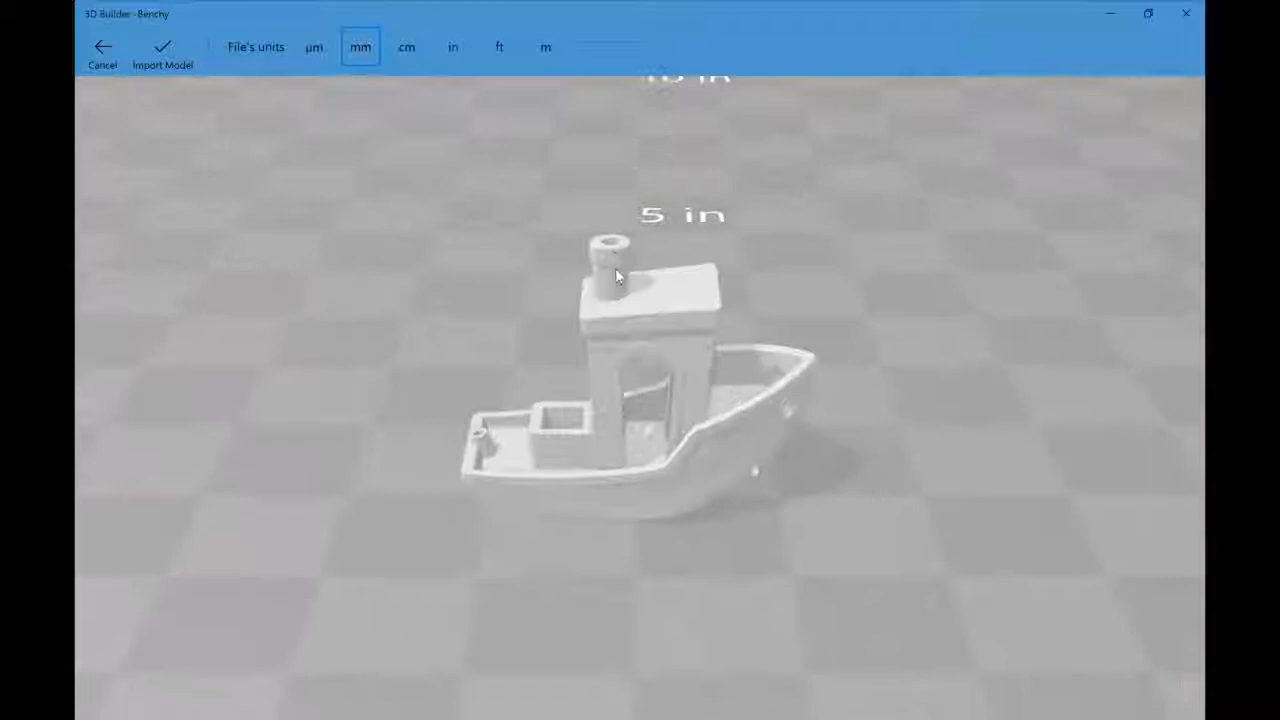 3D Builder - Benchy
File's units µm mm cm in ft m
Cancel Import Model
5 in